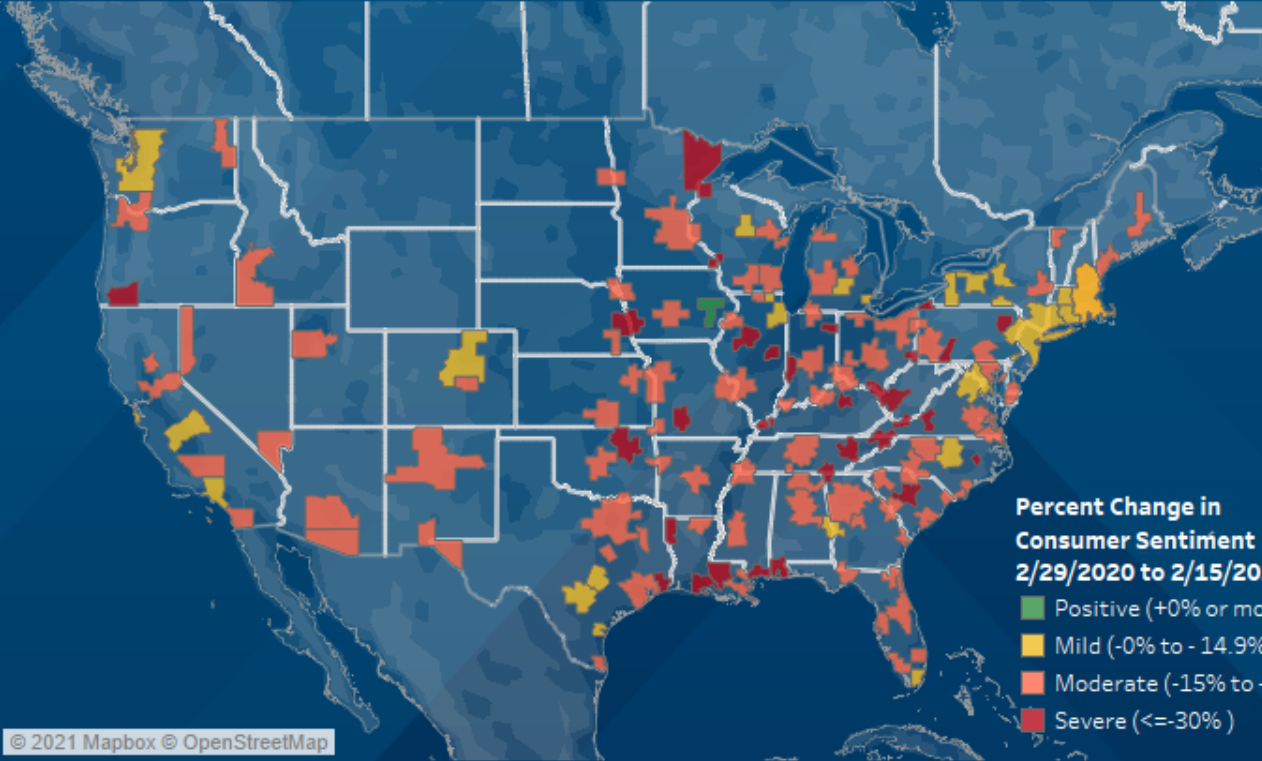 Percent Change in
Consumer Sentiment
2/29/2020 to 2/15/20
Positive (+0% or mo
Mild (-0% to - 14.9%
Moderate (-15% to -
Severe (<=-30% )
© 2021 Mapbox © OpenStreetMap